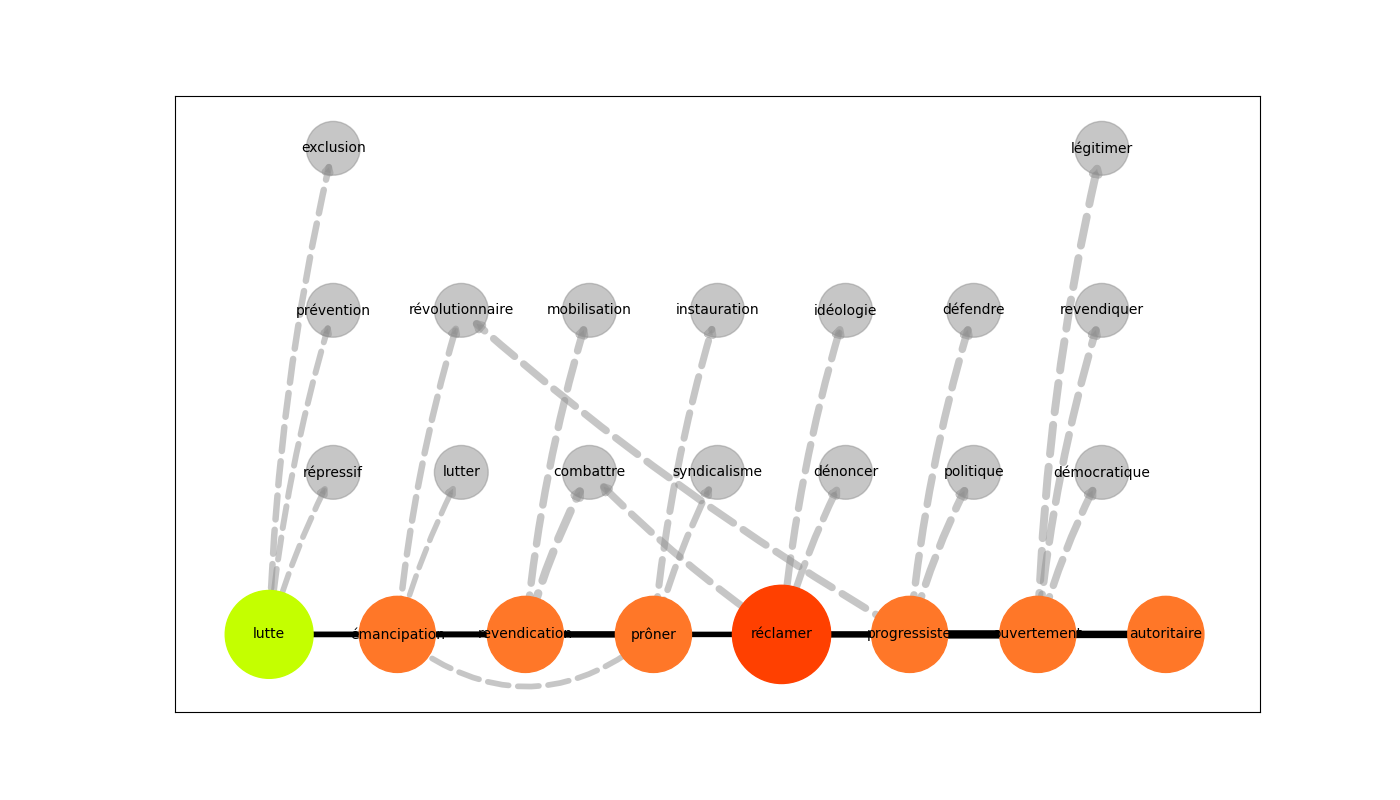 exclusion légitimer
prévention révolutionnaire mobilisation instauration idéologie défendre revendiquer
répressif lutter combattre syndicalisme dénoncer politique démocratique
lutte émancipation revendication prôner réclamer progressiste ouvertement autoritaire